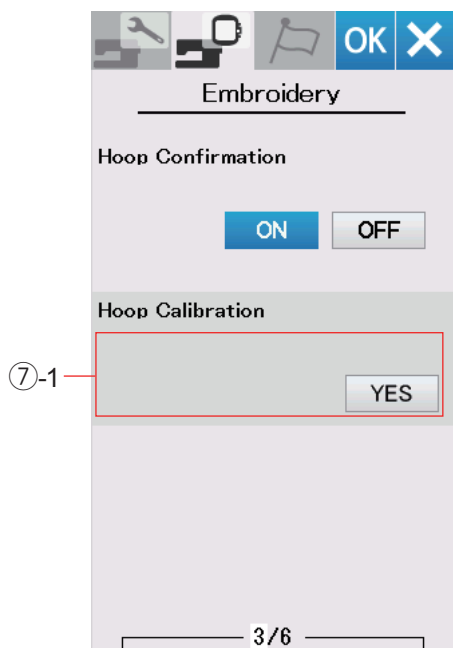 OK X
Embroidery
Hoop Confirmation
ON OFF
Hoop Calibration
⑦-1
YES
3/6